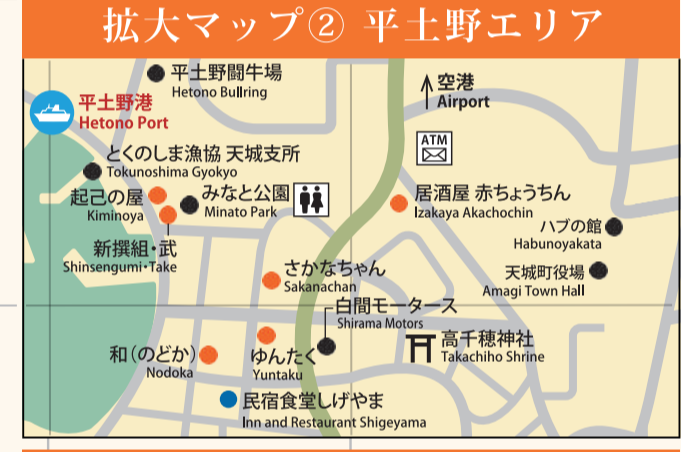 拡大マップ② 平土野エリア
平土野闘牛場
Hetono Bullring
空港
Airport
平土野港
Hetono Port
ATM
とくのしま漁協 天城支所
Tokunoshima Gyokyo
起己の屋
Kiminoya
みなと公園
Minato Park
居酒屋 赤ちょうちん
Izakaya Akachochin
ハブの館
Habunoyakata
新撰組・武
Shinsengumi・Take
さかなちゃん
Sakanachan
天城町役場
Amagi Town Hall
白間モータース
Shirama Motors
高千穂神社
Takachiho Shrine
和(のどか)
Nodoka
ゆんたく
Yuntaku
民宿食堂しげやま
Inn and Restaurant Shigeyama